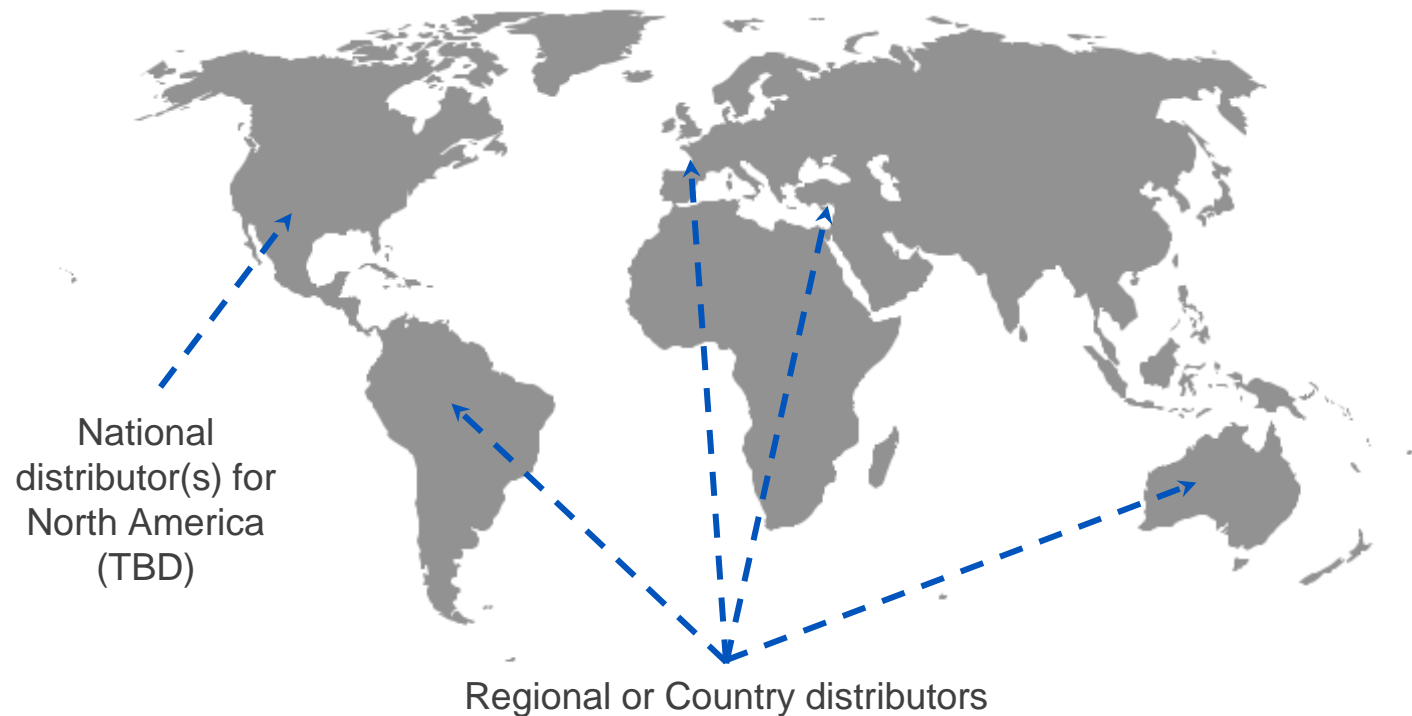 National
distributor(s) for
North America
(TBD)
Regional or Country distributors